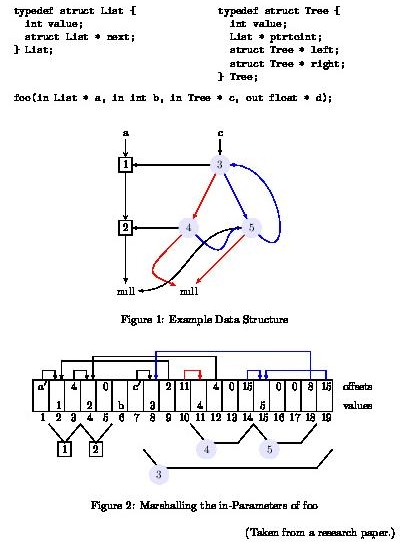 typedef struct List {
int value;
struct List * next;
} List;
typedef struct Tree {
int value;
List * ptrtoint;
struct Tree * left;
struct Tree * right;
} Tree;
foo(in List * a, in int b, in Tree * c, out float * d);
a c
1 3
2 4 5
null null
Figure 1: Example Data Structure
a' 4 0 c' 2 11 4 0 15 0 0 8 15 offsets
1 2 b 3 4 5 values
1 2 3 4 5 6 7 8 9 10 11 12 13 14 15 16 17 18 19
1 2 4 5
3
Figure 2: Marshalling the in-Parameters of foo
(Taken from a research paper.)